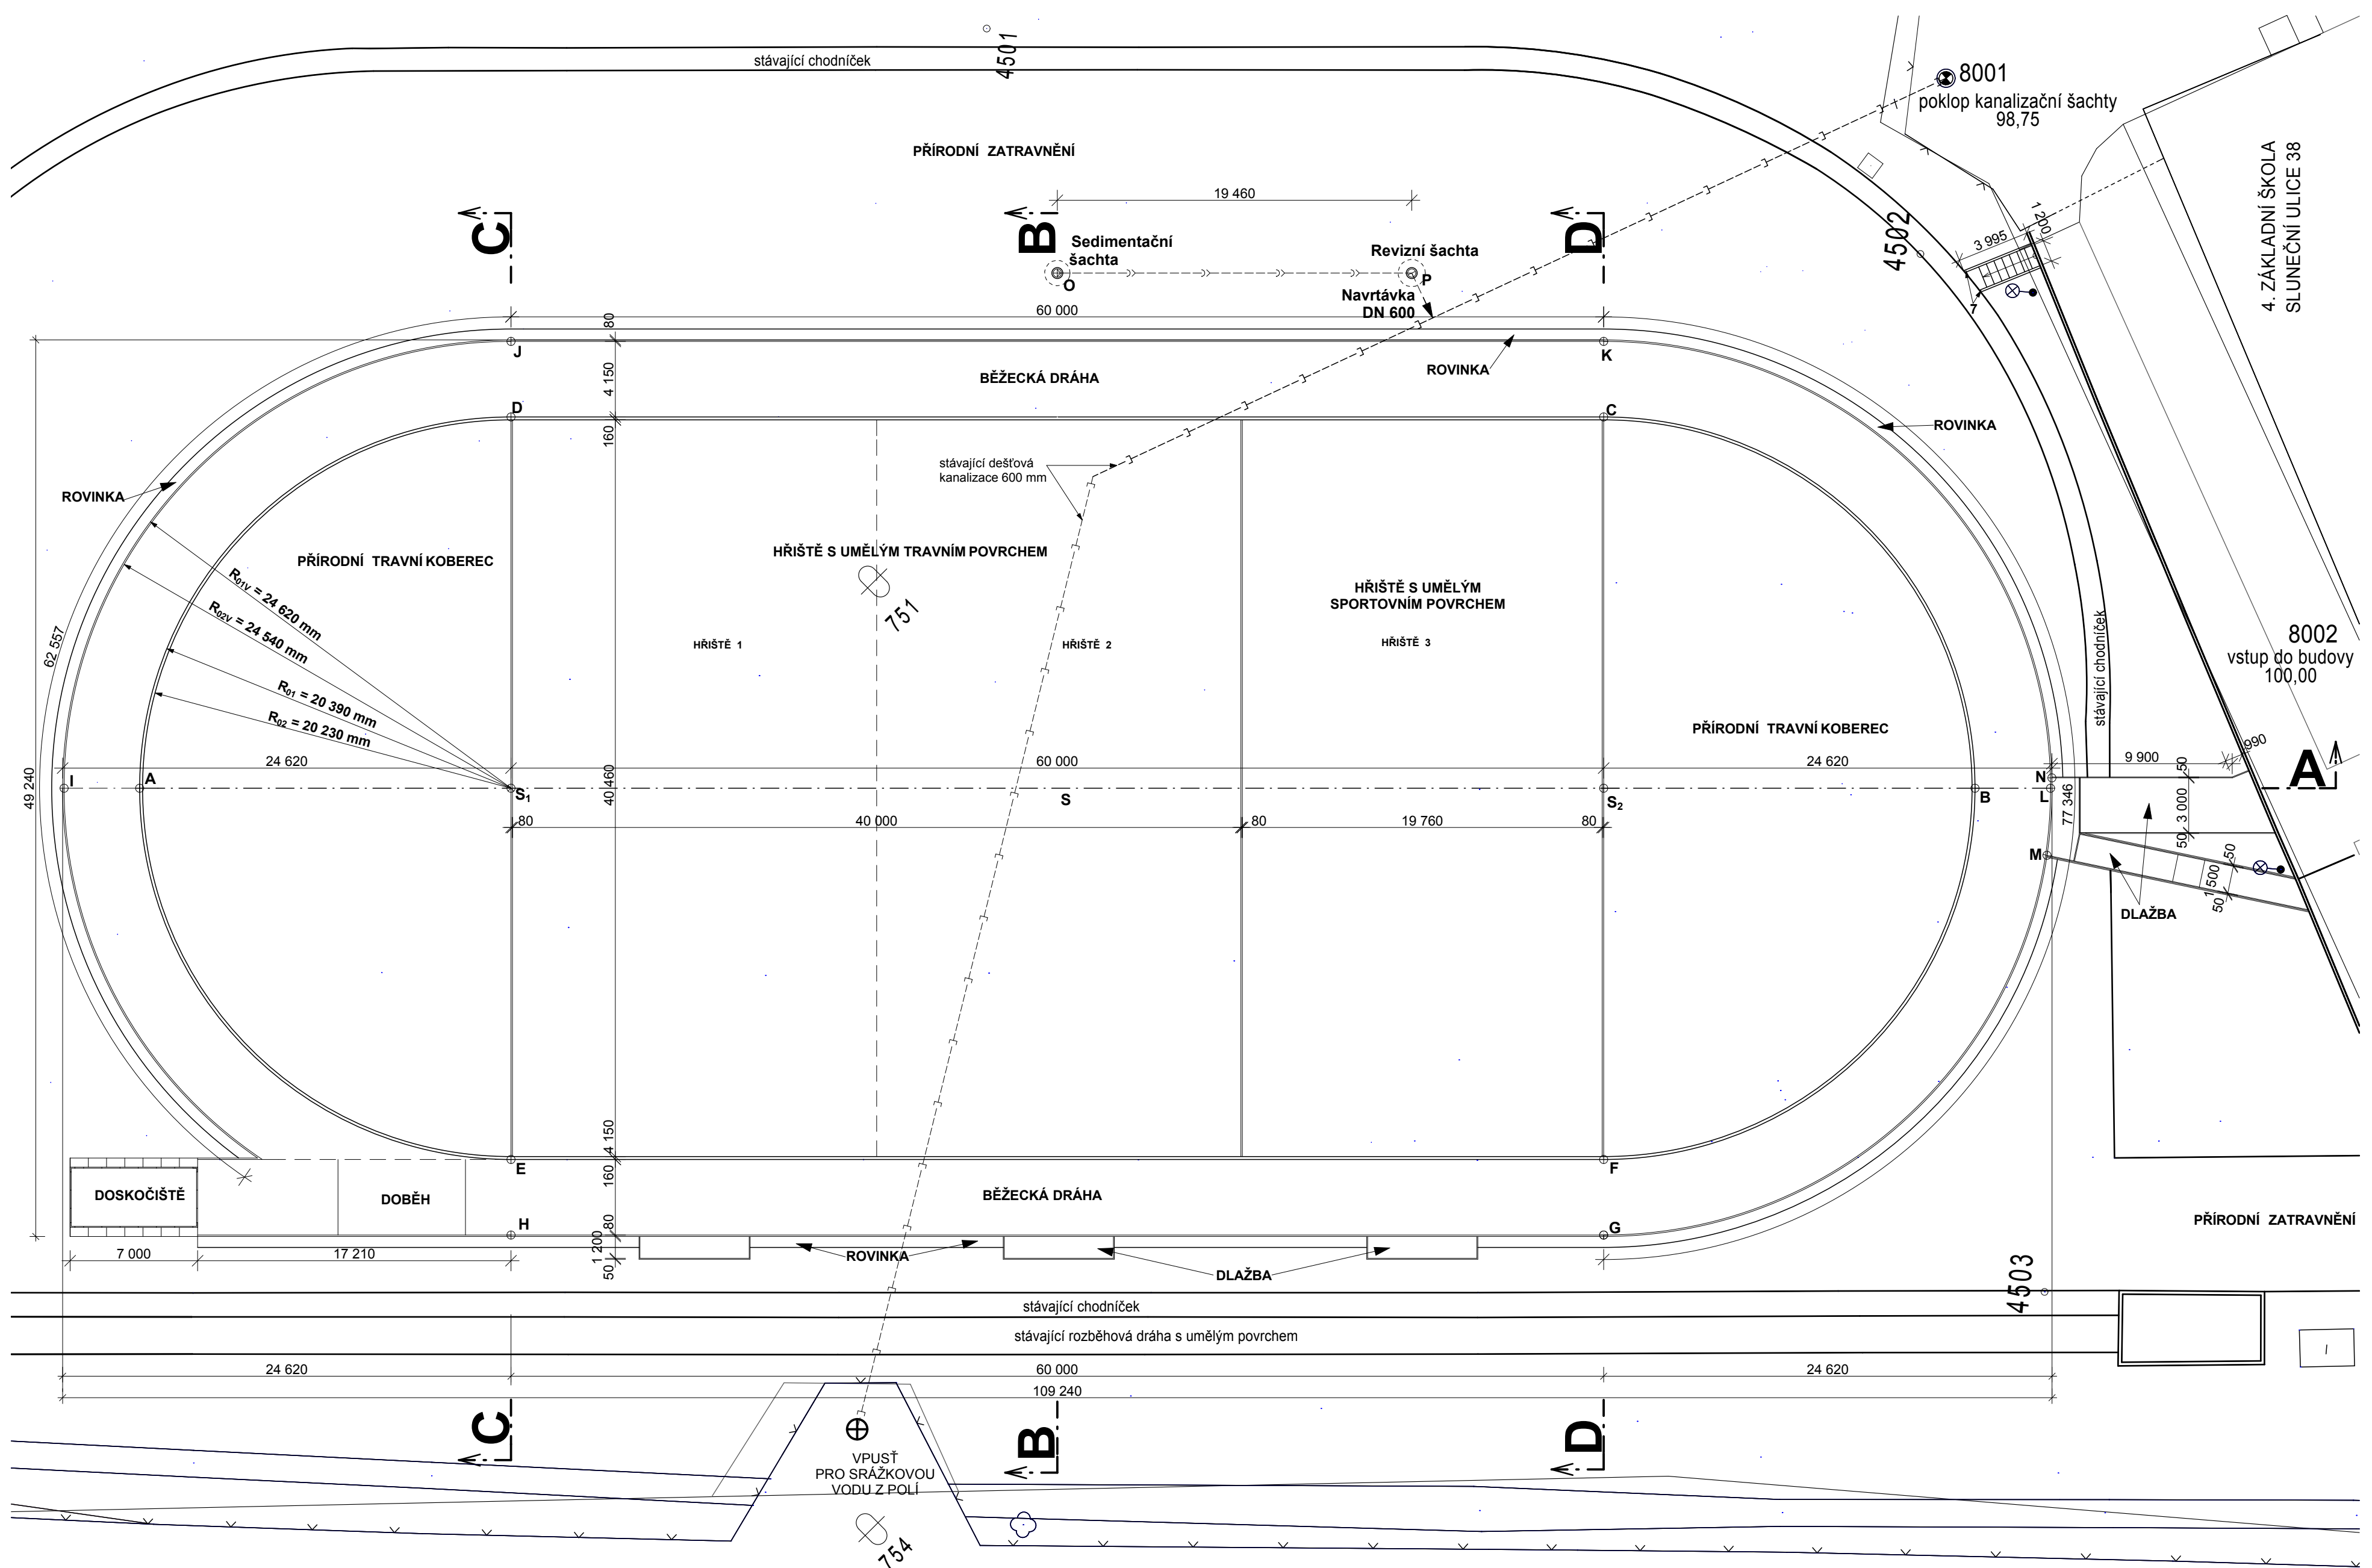 4501
stávající chodníček
8001
poklop kanalizační šachty
98,75
PŘÍRODNÍ ZATRAVNĚNÍ
4. ZÁKLADNÍ ŠKOLA
SLUNEČNÍ ULICE 38
19 460
C
B
D
Sedimentační
šachta
O
Revizní šachta
P
Navrtávka
DN 600
4502
3 995
1 200
7
60 000
80
J
K
ROVINKA
BĚŽECKÁ DRÁHA
4 150
D
C
160
ROVINKA
stávající dešťová
kanalizace 600 mm
ROVINKA
PŘÍRODNÍ TRAVNÍ KOBEREC
HŘIŠTĚ S UMĚLÝM TRAVNÍM POVRCHEM
751
HŘIŠTĚ S UMĚLÝM
SPORTOVNÍM POVRCHEM
HŘIŠTĚ 1
HŘIŠTĚ 2
HŘIŠTĚ 3
R01V = 24 620 mm
R02V = 24 540 mm
R01 = 20 390 mm
R02 = 20 230 mm
62 557
stávající chodníček
8002
vstup do budovy
100,00
PŘÍRODNÍ TRAVNÍ KOBEREC
49 240
24 620
60 000
24 620
9 900
990
A
I
A
S1
40 460
S
S2
B
N
L
77 346
50
3 000
50
80
40 000
80
19 760
80
M
50
1 500
50
DLAŽBA
4 150
E
F
160
DOSKOČIŠTĚ
DOBĚH
BĚŽECKÁ DRÁHA
PŘÍRODNÍ ZATRAVNĚNÍ
H
80
G
7 000
17 210
1 200
50
ROVINKA
DLAŽBA
4503
stávající chodníček
stávající rozběhová dráha s umělým povrchem
24 620
60 000
24 620
109 240
C
B
D
VPUSŤ
PRO SRÁŽKOVOU
VODU Z POLÍ
754